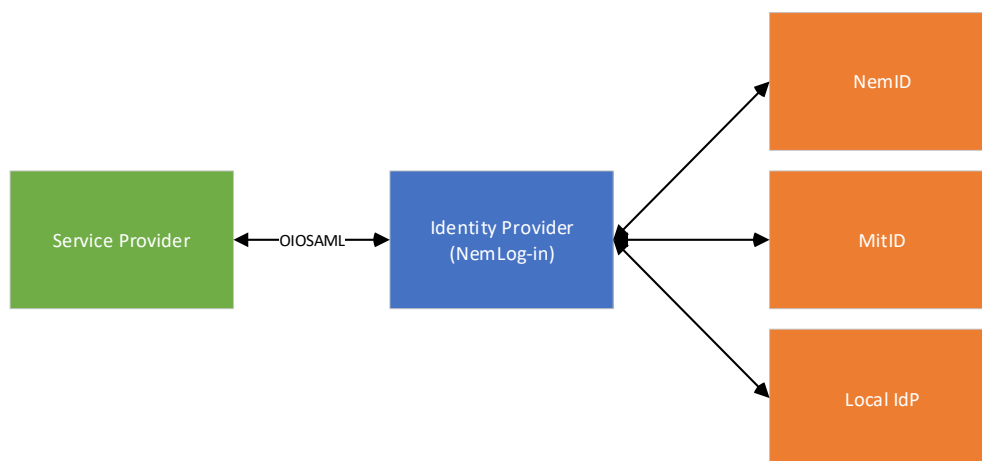 Service Provider
OIOSAML
Identity Provider
(NemLog-in)
NemID
MitID
Local IdP